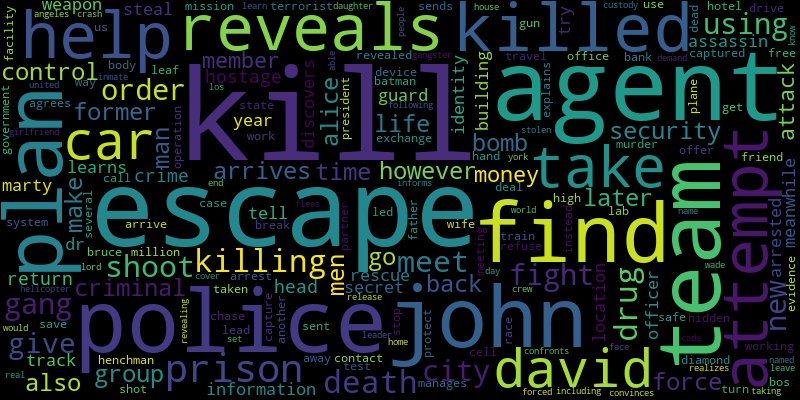 weapon
angeles
crash
us
mission
terrorist
daughter
people
steal
sends
house
custody
use
hotel
drive
learn
help
reveals
killed
using
gun
try
dead
assassin
know
facility
body
able
gangster
demand
captured
free
control
way
leaf
member
hostage
revealed
device
batman
travel
office
bank
plane
attack
inmate
los
kill
agent
united
agrees
order
discovers
alice
president
guard
following
identity
building
explains
get
government
former
state
exchange
stolen
girlfriend
car
man
operation
year
work
life
bomb
security
hand
york
murder
offer
friend
plan
learns
call
crime
arrives
time
however
money
take
attempt
marty
make
end
flees
informs
deal
high
later
several
case
escape
find
team
system
arrive
tell
led
father
wife
world
instead
lab
name
dr
bruce
million
break
partner
train
refuse
new
arrested
meanwhile
lord
shoot
killing
men
go
meet
meeting
day
fight
location
drug
officer
evidence
wade
return
helicopter
cover
arrest
rescue
back
crew
criminal
taken
head
secret
safe
hidden
would
save
gang
revealing
capture
another
release
police
john
race
code
working
give
chase
sent
stop
protect
leader
lead
set
home
cell
confronts
face
diamond
named
track
henchman
prison
away
contact
david
realizes
leave
real
also
group
death
test
city
force
turn
bos
shot
information
manages
forced
including
convinces
taking